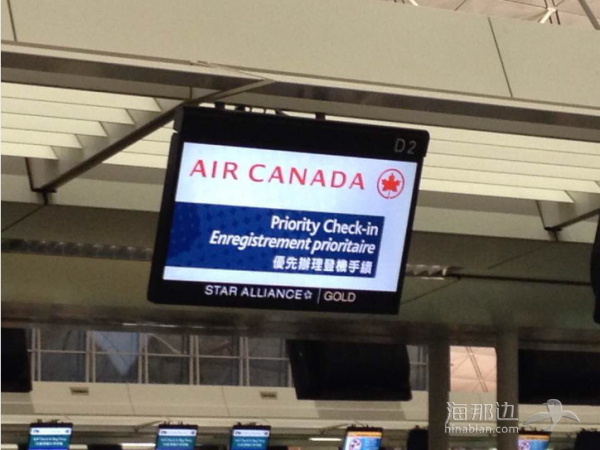 D2
AIR CANADA
Priority Check-in
Enregistrement prioritaire
優先辦理登機手續
STAR ALLIANCE | GOLD
海那边
hinabian.com